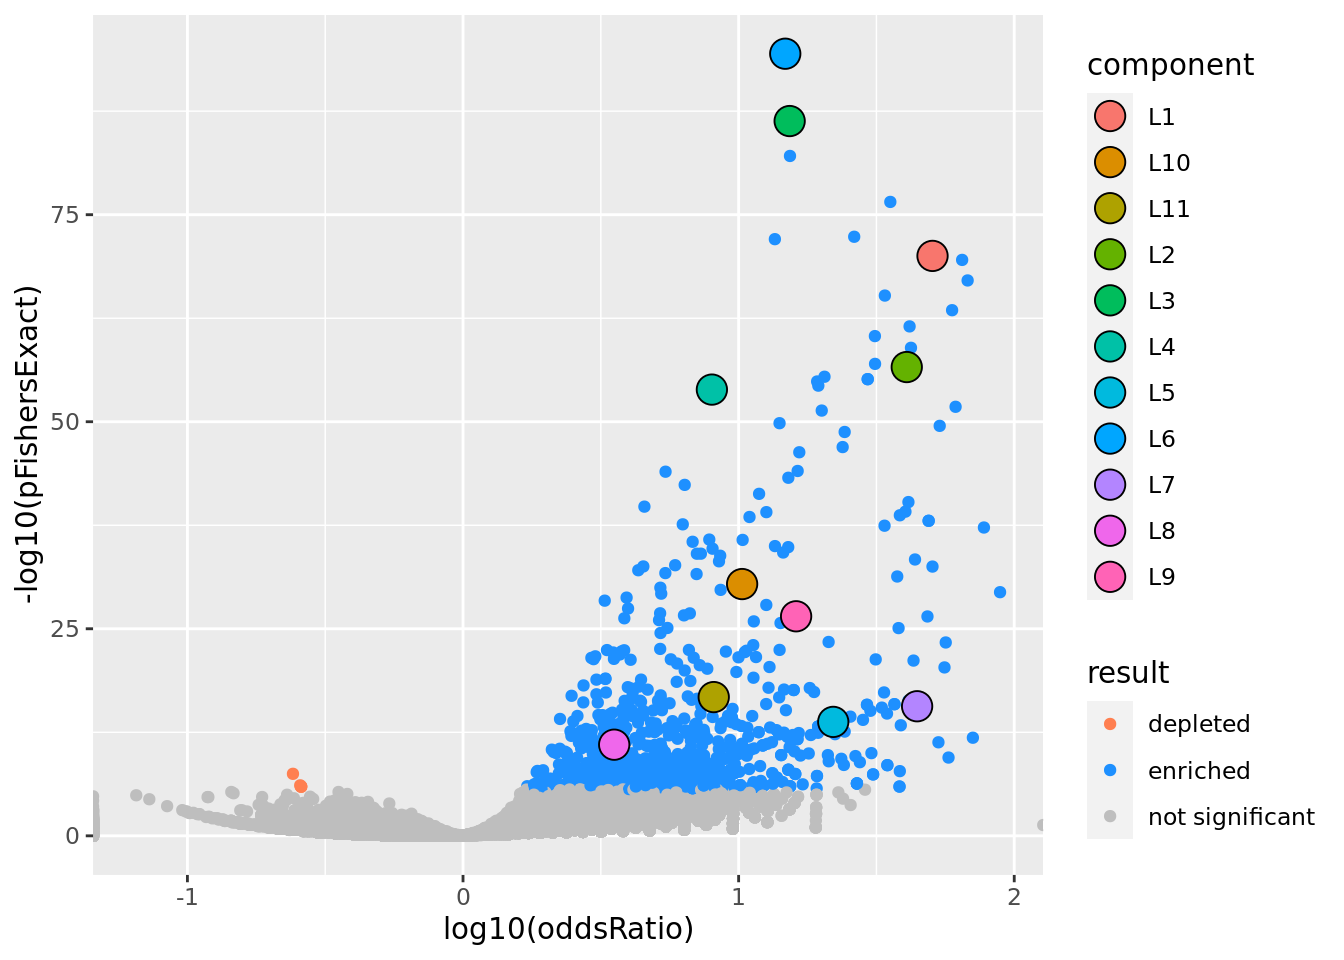 -log10(pFishersExact)
75
50
25
0
-1
0
1
2
log10(oddsRatio)
component
L1
L10
L11
L2
L3
L4
L5
L6
L7
L8
L9
result
depleted
enriched
not significant